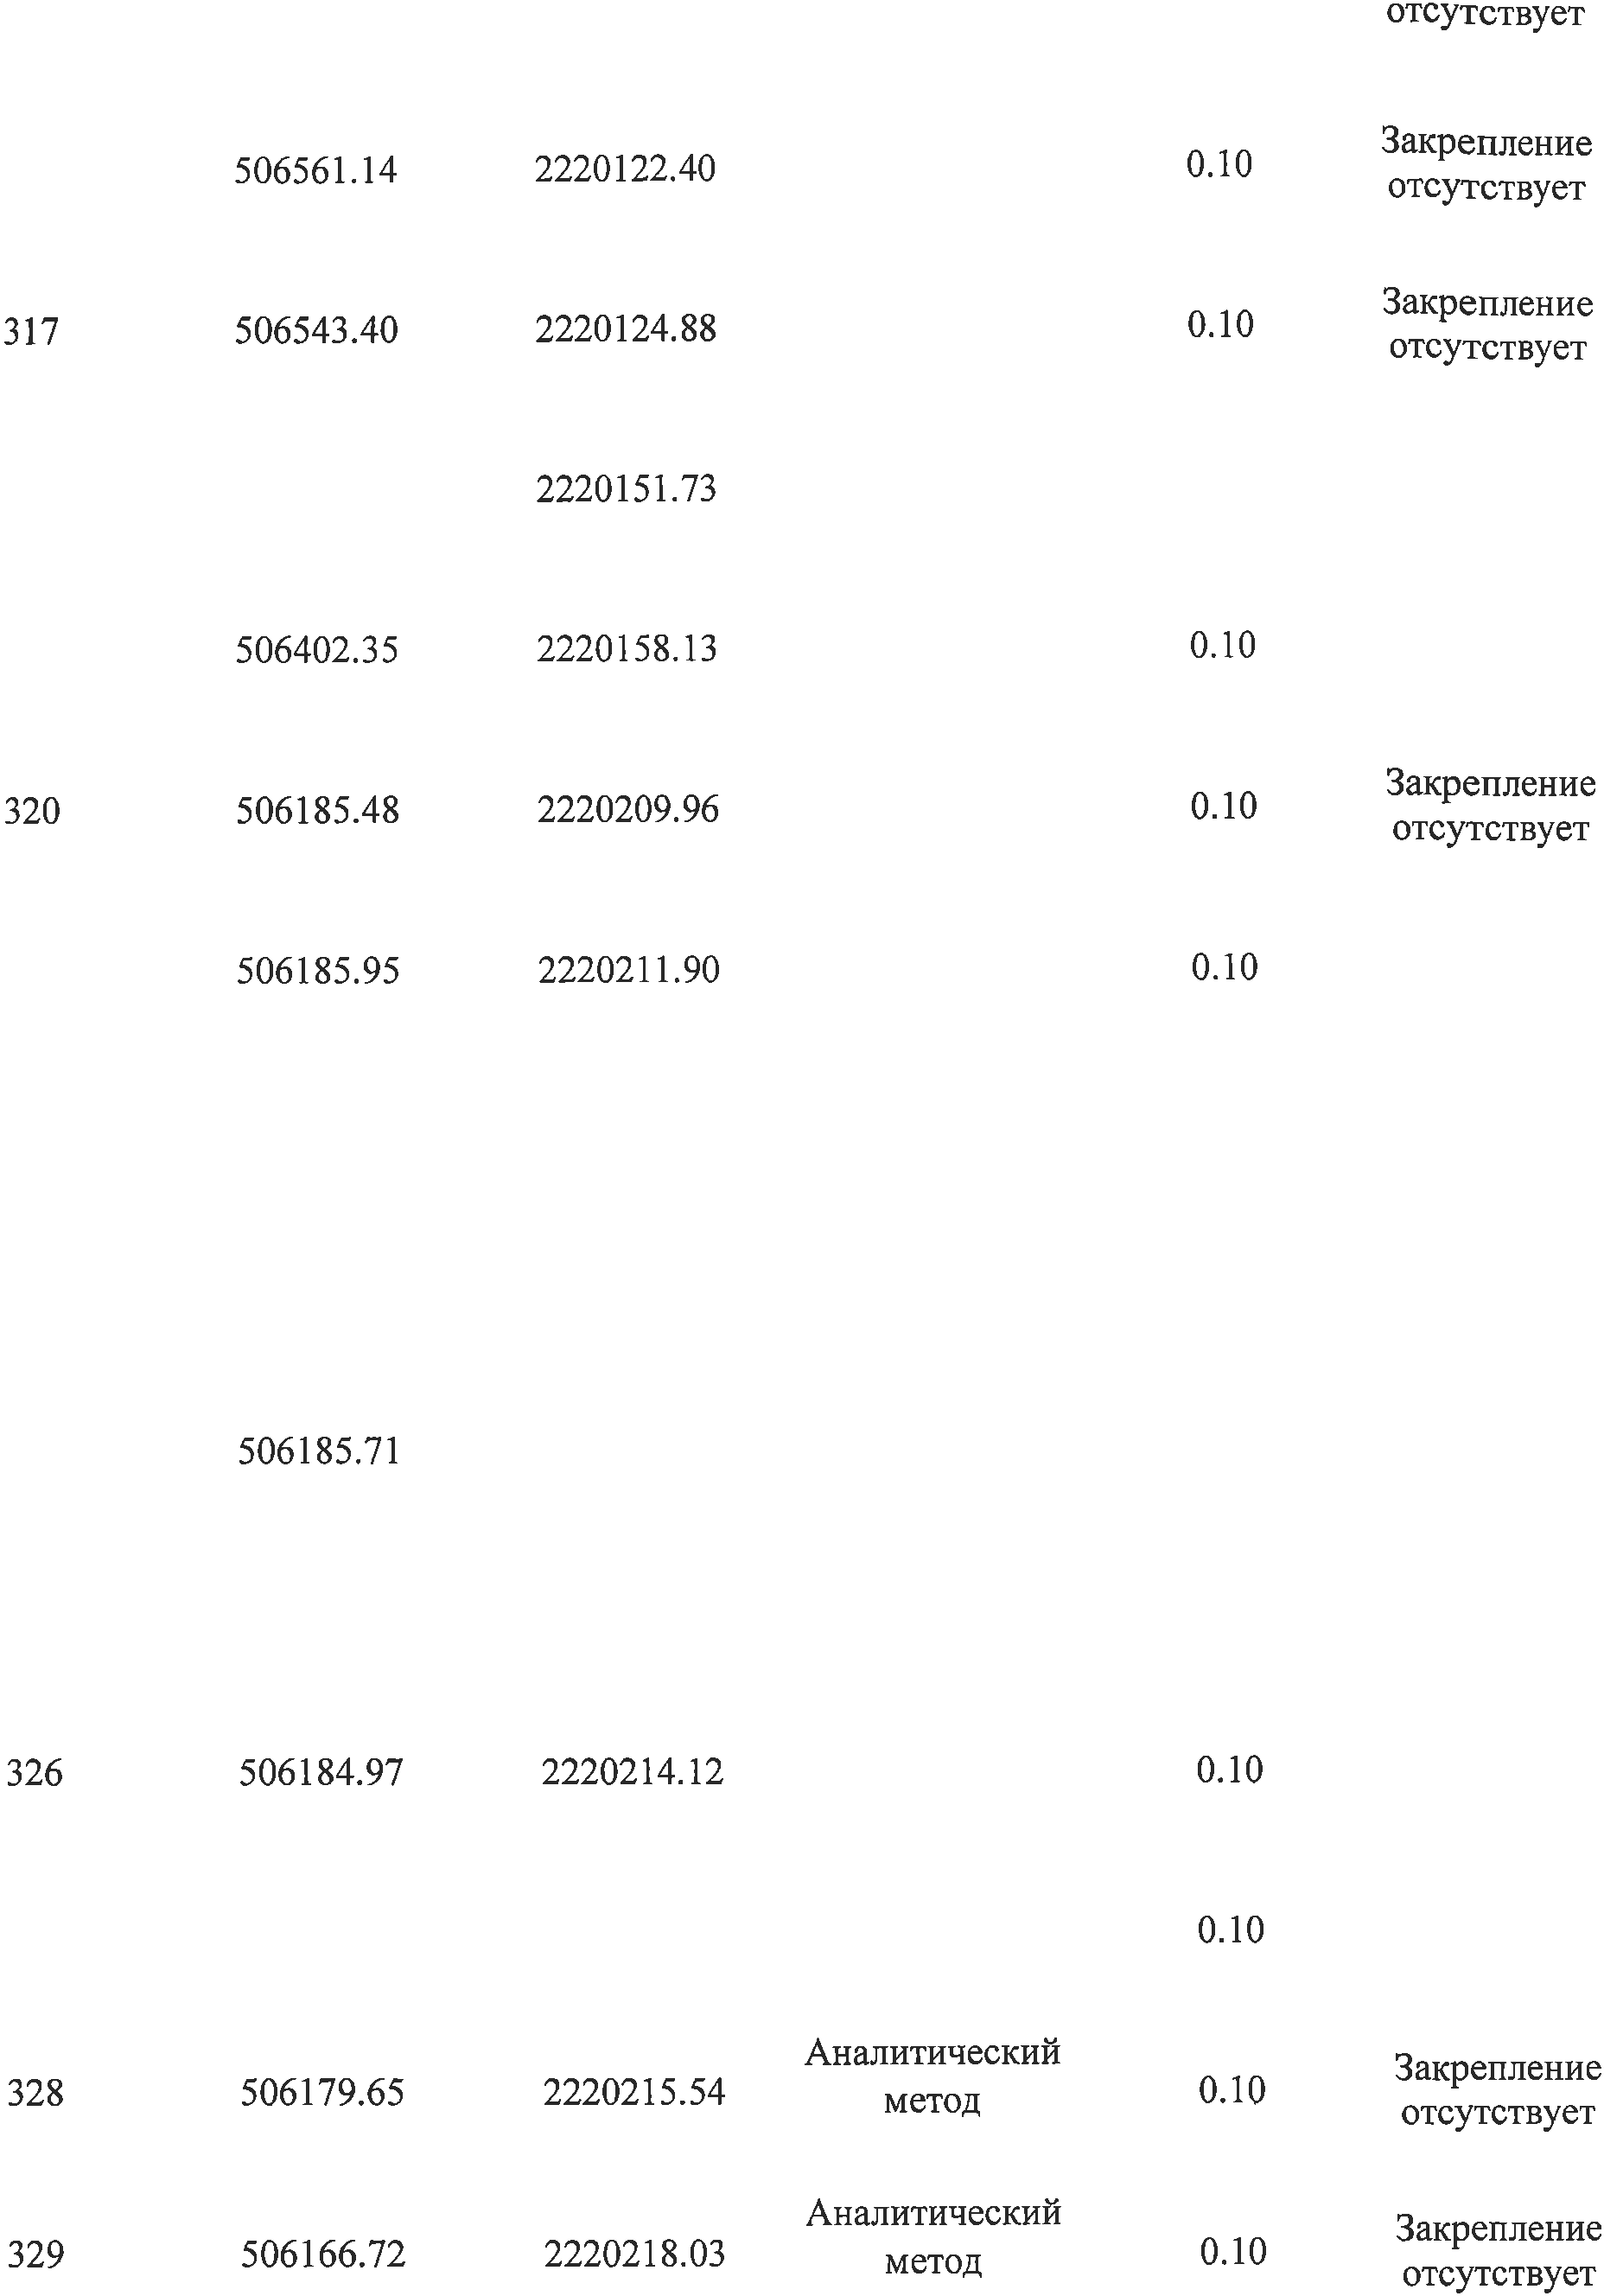 отсутствует
506561.14 2220122.40 0.10 Закрепление
отсутствует
317 506543.40 2220124.88 0.10 Закрепление
отсутствует
2220151.73
506402.35 2220158.13 0.10
320 506185.48 2220209.96 0.10 Закрепление
отсутствует
506185.95 2220211.90 0.10
506185.71
326 506184.97 2220214.12 0.10
0.10
328 506179.65 2220215.54 Аналитический
метод 0.10 Закрепление
отсутствует
329 506166.72 2220218.03 Аналитический
метод 0.10 Закрепление
отсутствует